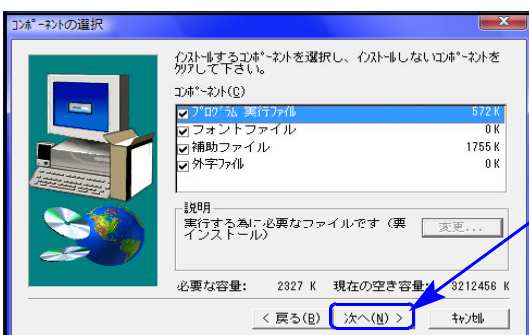 ｺﾝﾎﾟｰﾈﾝﾄの選択
ｲﾝｽﾄｰﾙするｺﾝﾎﾟｰﾈﾝﾄを選択し、ｲﾝｽﾄｰﾙしないｺﾝﾎﾟｰﾈﾝﾄを
ｸﾘｱして下さい。
ｺﾝﾎﾟｰﾈﾝﾄ(C)
ﾌﾟﾛｸﾞﾗﾑ 実行ﾌｧｲﾙ 572 K
フォントファイル 0 K
補助ファイル 1755 K
外字ﾌｧｲﾙ 0 K
説明
実行する為に必要なファイルです（要
インストール）
変更...
必要な容量: 2327 K 現在の空き容量: 3212456 K
< 戻る(B) 次へ(N) > ｷｬﾝｾﾙ